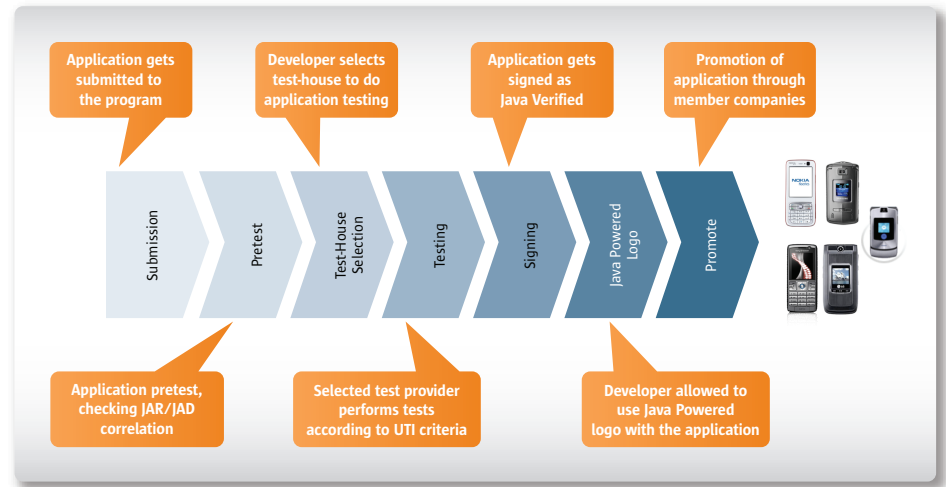 Application gets
submitted to
the program
Developer selects
test-house to do
application testing
Application gets
signed as
Java Verified
Promotion of
application through
member companies
Submission
Pretest
Test-House
Selection
Testing
Signing
Java Powered
Logo
Promote
NOKIA
Application pretest,
checking JAR/JAD
correlation
Selected test provider
performs tests
according to UTI criteria
Developer allowed to
use Java Powered
logo with the application